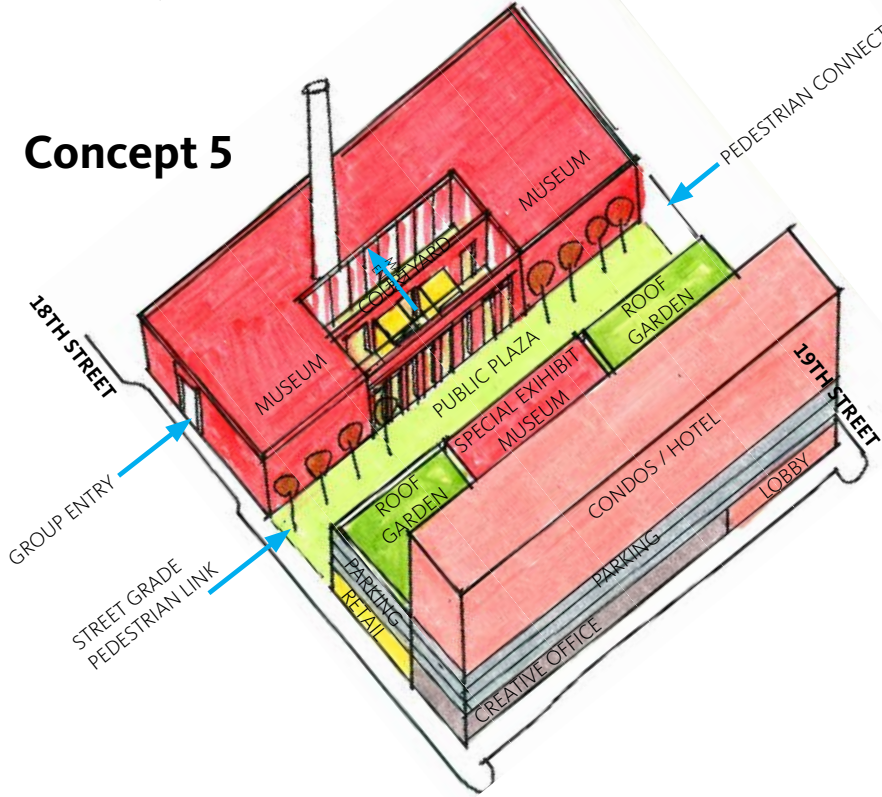 Concept 5
PEDESTRIAN CONNECT
MUSEUM
COURTYARD
ROOF
GARDEN
18TH STREET
19TH STREET
PUBLIC PLAZA
SPECIAL EXIHIBIT
MUSEUM
MUSEUM
CONDOS / HOTEL
LOBBY
GROUP ENTRY
ROOF
GARDEN
PARKING
PARKING
RETAIL
STREET GRADE
PEDESTRIAN LINK
CREATIVE OFFICE